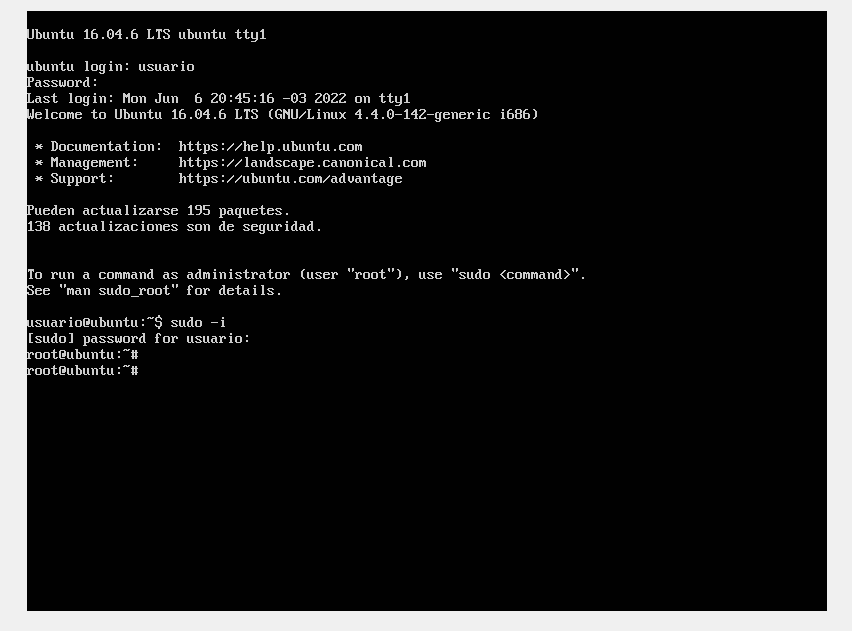 Ubuntu 16.04.6 LTS ubuntu tty1
ubuntu login: usuario
Password:
Last login: Mon Jun  6 20:45:16 -03 2022 on tty1
Welcome to Ubuntu 16.04.6 LTS (GNU/Linux 4.4.0-142-generic i686)
* Documentation:  https://help.ubuntu.com
* Management:     https://landscape.canonical.com
* Support:        https://ubuntu.com/advantage
Pueden actualizarse 195 paquetes.
138 actualizaciones son de seguridad.
To run a command as administrator (user "root"), use "sudo <command>".
See "man sudo_root" for details.
usuario@ubuntu:~$ sudo -i
[sudo] password for usuario:
root@ubuntu:~#
root@ubuntu:~#